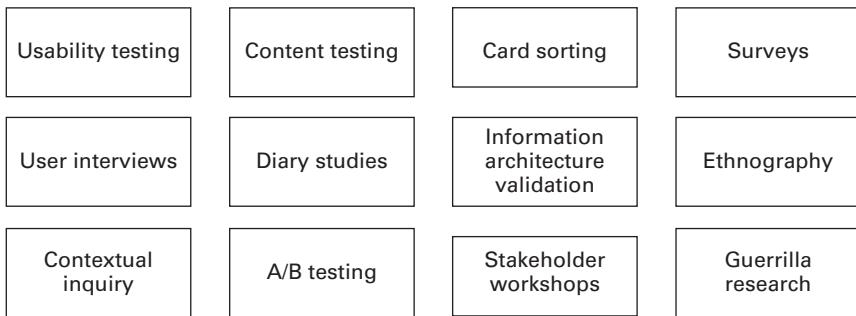 Usability testing
Content testing
Card sorting
Surveys
User interviews
Diary studies
Information
architecture
validation
Ethnography
Contextual
inquiry
A/B testing
Stakeholder
workshops
Guerrilla
research